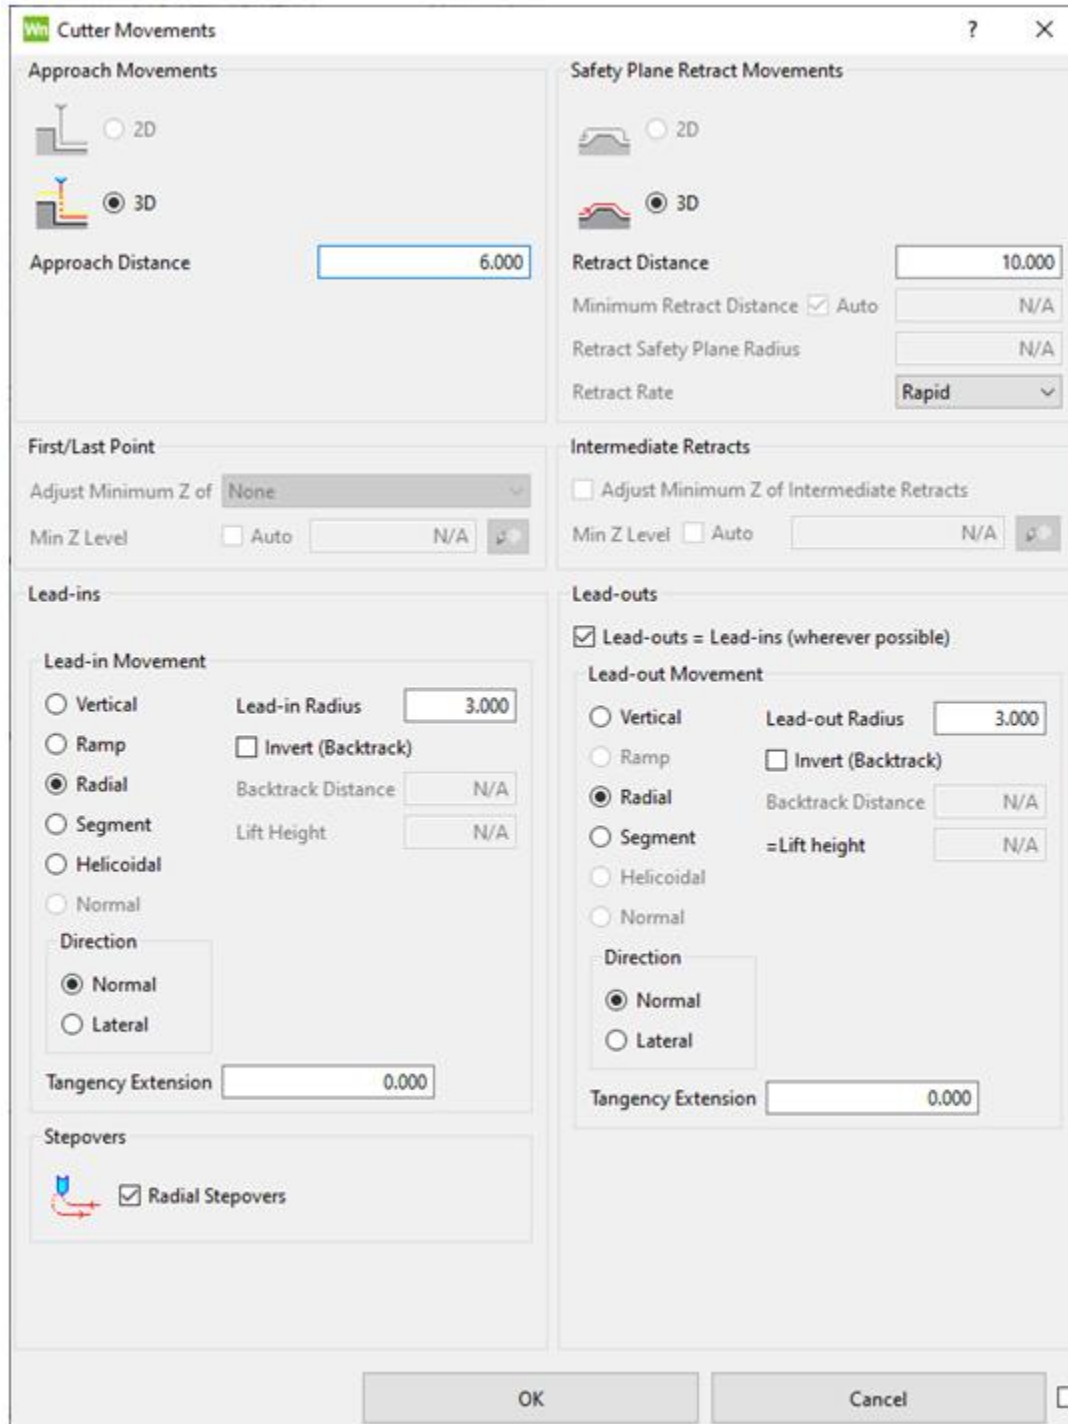 Wn Cutter Movements ? X
Approach Movements
2D
3D
Approach Distance 6.000
Safety Plane Retract Movements
2D
3D
Retract Distance 10.000
Minimum Retract Distance Auto N/A
Retract Safety Plane Radius N/A
Retract Rate Rapid
First/Last Point
Adjust Minimum Z of None
Min Z Level Auto N/A
Intermediate Retracts
Adjust Minimum Z of Intermediate Retracts
Min Z Level Auto N/A
Lead-ins
Lead-in Movement
Vertical
Ramp
Radial
Segment
Helicoidal
Normal
Lead-in Radius 3.000
Invert (Backtrack)
Backtrack Distance N/A
Lift Height N/A
Direction
Normal
Lateral
Tangency Extension 0.000
Stepovers
Radial Stepovers
Lead-outs
Lead-outs = Lead-ins (wherever possible)
Lead-out Movement
Vertical
Ramp
Radial
Segment
Helicoidal
Normal
Lead-out Radius 3.000
Invert (Backtrack)
Backtrack Distance N/A
=Lift height N/A
Direction
Normal
Lateral
Tangency Extension 0.000
OK
Cancel